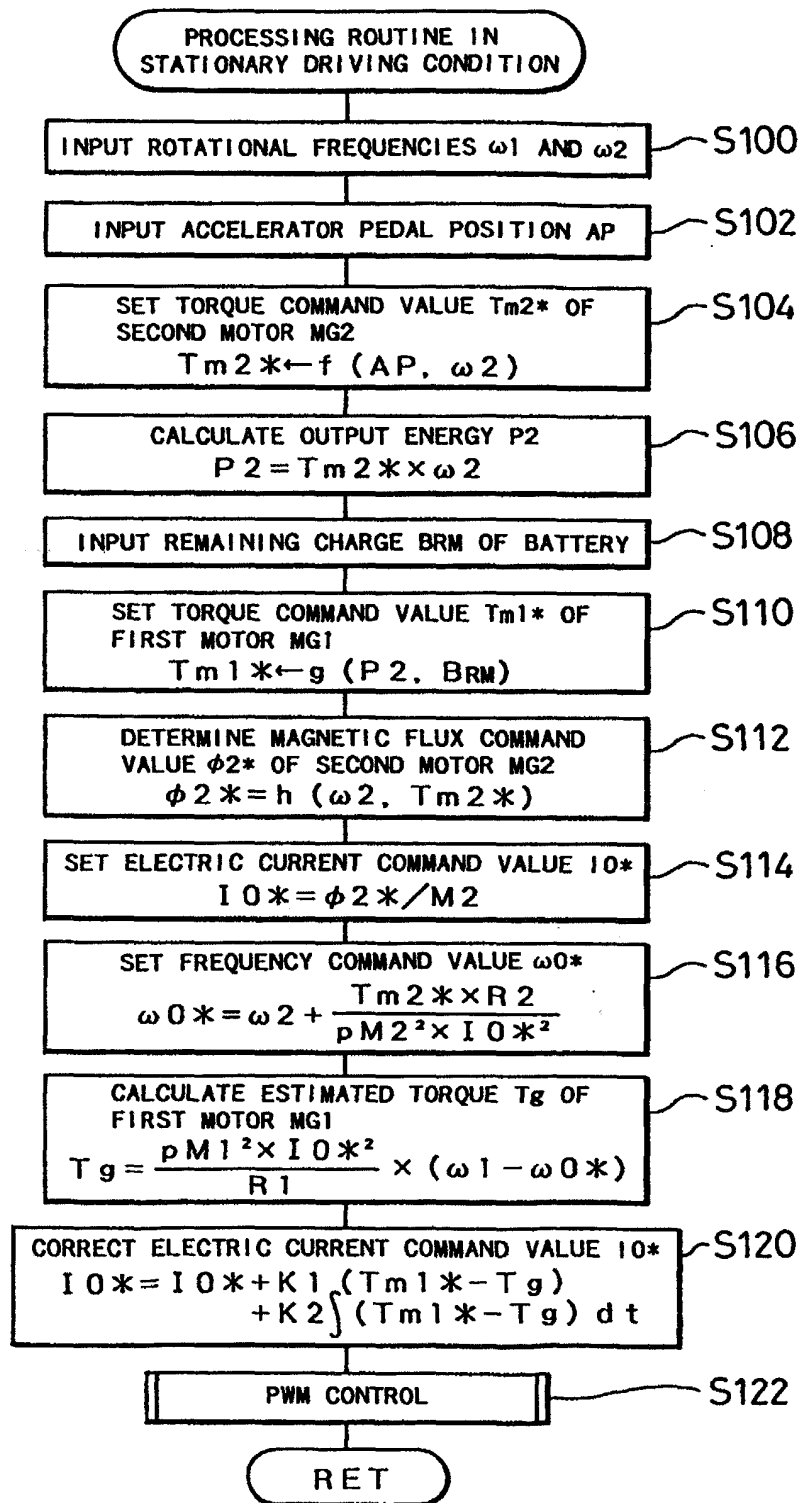 PROCESSING ROUTINE IN
STATIONARY DRIVING CONDITION
INPUT ROTATIONAL FREQUENCIES ω1 AND ω2
S100
INPUT ACCELERATOR PEDAL POSITION AP
S102
SET TORQUE COMMAND VALUE Tm2* OF
SECOND MOTOR MG2
Tm2*←f (AP, ω2)
S104
CALCULATE OUTPUT ENERGY P2
P2=Tm2*×ω2
S106
INPUT REMAINING CHARGE BRM OF BATTERY
S108
SET TORQUE COMMAND VALUE Tm1* OF
FIRST MOTOR MG1
Tm1*←g (P2, BRM)
S110
DETERMINE MAGNETIC FLUX COMMAND
VALUE ϕ2* OF SECOND MOTOR MG2
ϕ2*=h (ω2, Tm2*)
S112
SET ELECTRIC CURRENT COMMAND VALUE I0*
I0*=ϕ2*/M2
S114
SET FREQUENCY COMMAND VALUE ω0*
ω0*=ω2+ Tm2*×R2
pM2²×I0*²
S116
CALCULATE ESTIMATED TORQUE Tg OF
FIRST MOTOR MG1
Tg= pM1²×I0*²
R1 × (ω1-ω0*)
S118
CORRECT ELECTRIC CURRENT COMMAND VALUE I0*
I0*=I0*+K1 (Tm1*-Tg)
+K2∫(Tm1*-Tg) dt
S120
PWM CONTROL
S122
RET